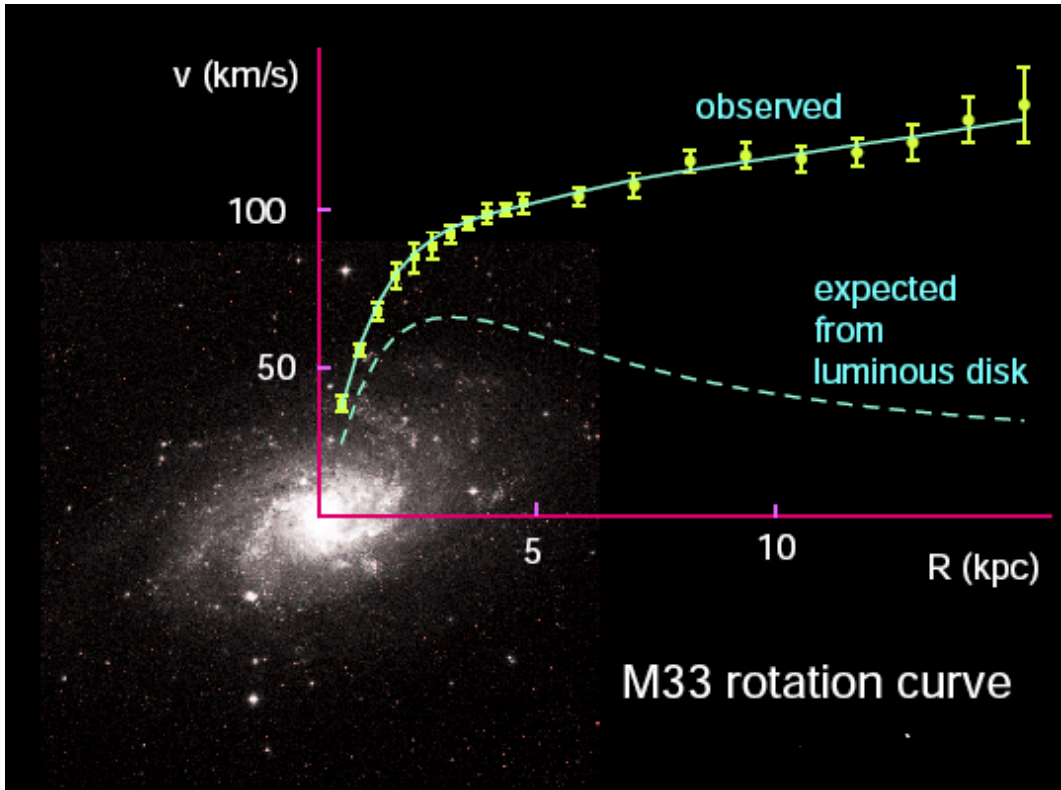 v (km/s)
observed
100
expected
from
luminous disk
50
5
10
R (kpc)
M33 rotation curve